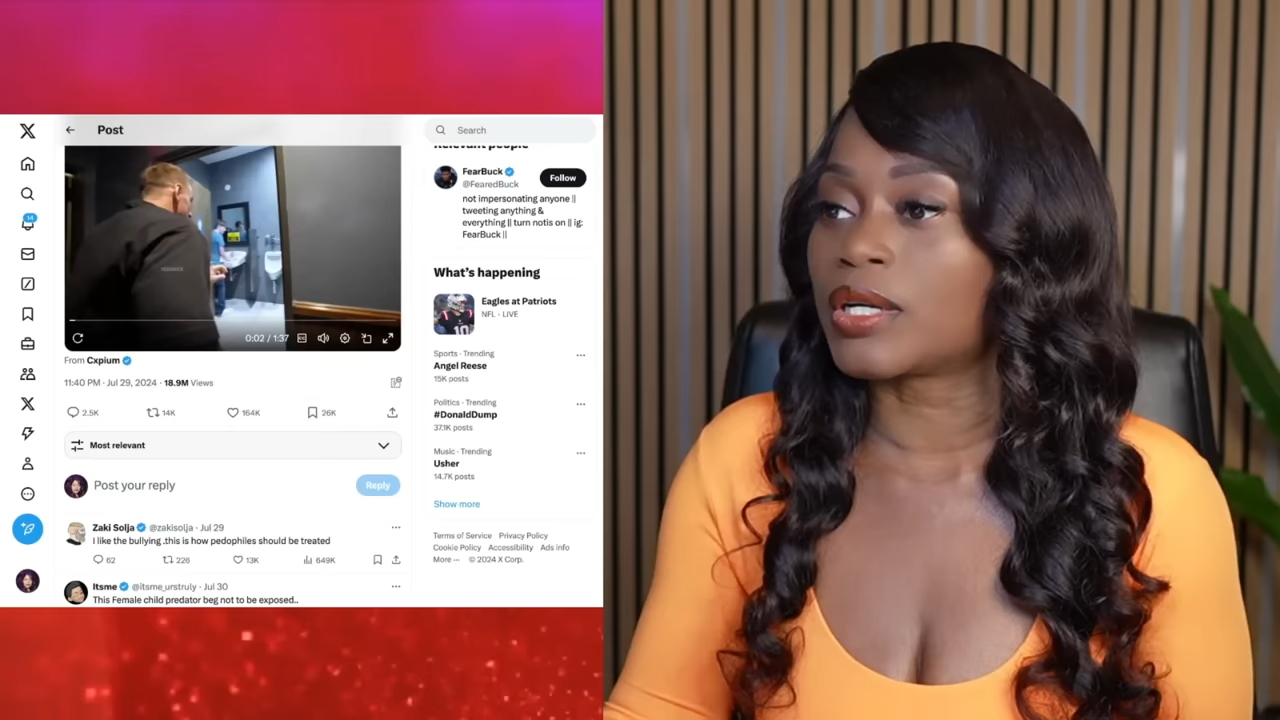 Post
Search
Relevant people
FearBuck
@FearedBuck
Follow
not impersonating anyone ||
tweeting anything &
everything || turn notis on || ig:
FearBuck ||
14
0:02 / 1:37
From Cxpium
11:40 PM · Jul 29, 2024 · 18.9M Views
2.5K
14K
164K
26K
Most relevant
Post your reply
Reply
Zaki Solja @zakisolja · Jul 29
I like the bullying .this is how pedophiles should be treated
62
226
13K
649K
Itsme @itsme_urstruly · Jul 30
This Female child predator beg not to be exposed..
What's happening
Eagles at Patriots
NFL · LIVE
Sports · Trending
Angel Reese
15K posts
Politics · Trending
#DonaldDump
37.1K posts
Music · Trending
Usher
14.7K posts
Show more
Terms of Service Privacy Policy
Cookie Policy Accessibility Ads info
More ··· © 2024 X Corp.